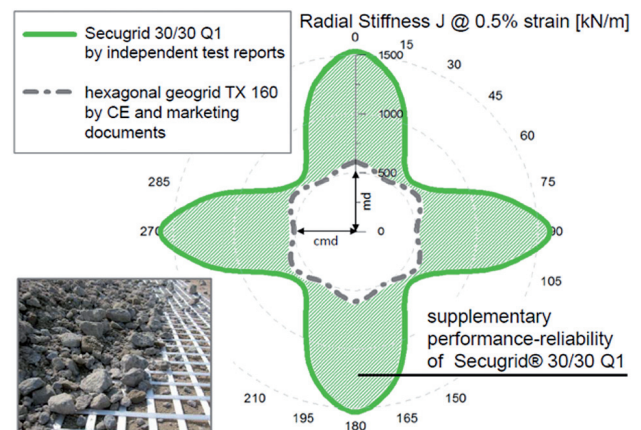 Radial Stiffness J @ 0.5% strain [kN/m]
Secugrid 30/30 Q1
by independent test reports
hexagonal geogrid TX 160
by CE and marketing
documents
0
15
30
45
60
75
90
105
150
165
180
195
210
270
285
1500
1000
500
0
md
cmd
supplementary
performance-reliability
of Secugrid® 30/30 Q1